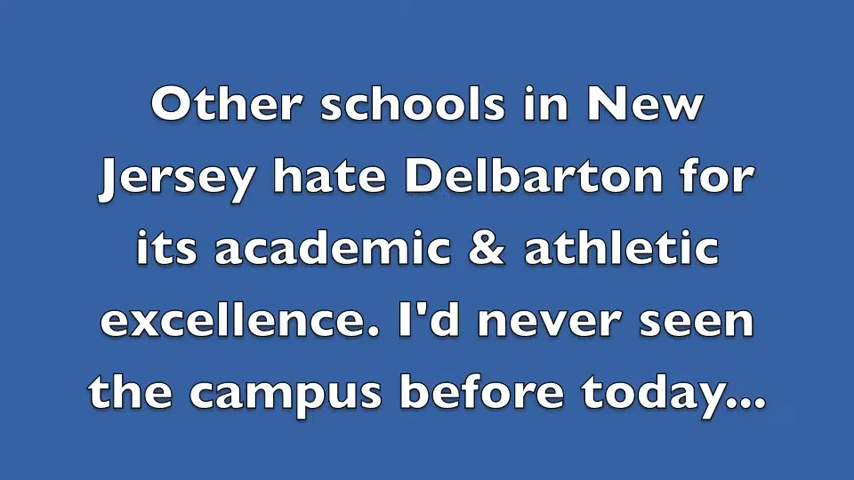 Other schools in New
Jersey hate Delbarton for
its academic & athletic
excellence. I'd never seen
the campus before today...